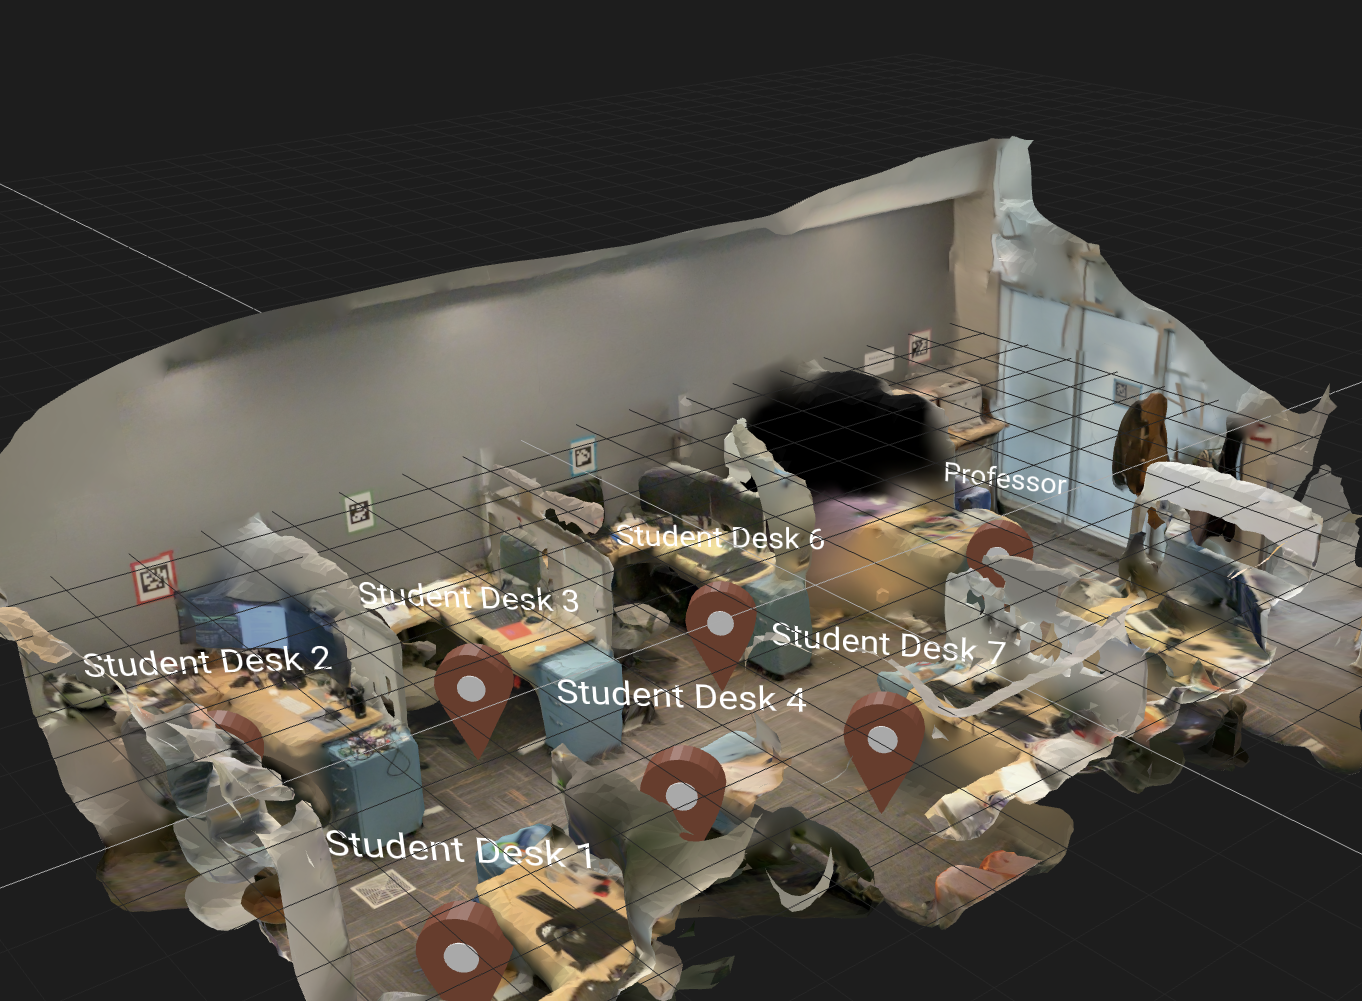 Professor
Student Desk 6
Student Desk 3
Student Desk 7
Student Desk 2
Student Desk 4
Student Desk 1